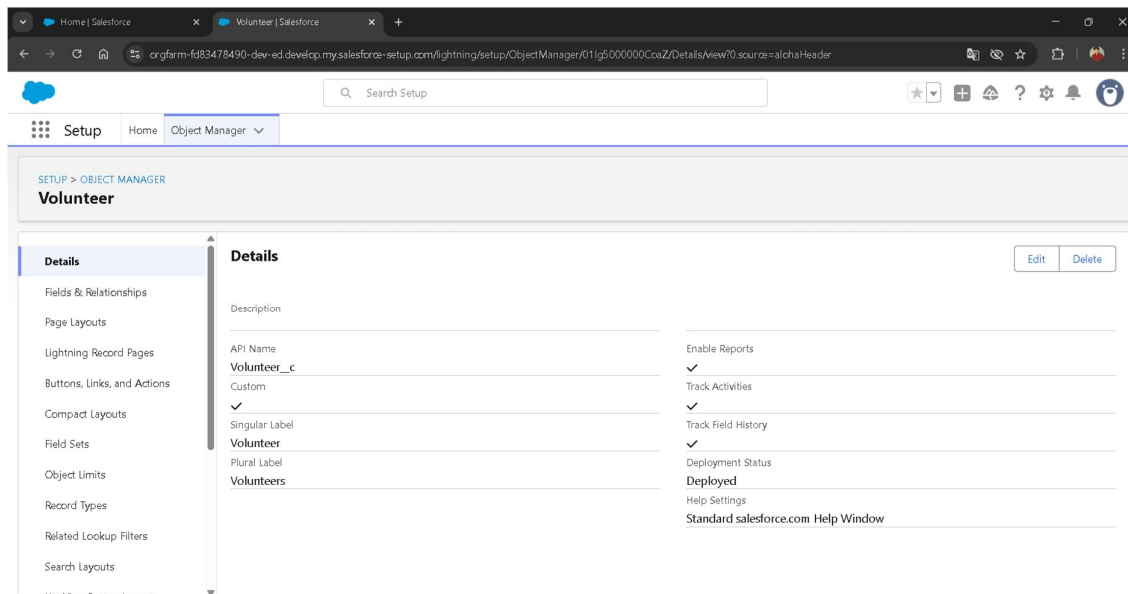 Home | Salesforce
Volunteer | Salesforce
orgfarm-fd83478490-dev-ed.develop.my.salesforce-setup.com/lightning/setup/ObjectManager/01Ig5000000CoaZ/Details/view?0.source=alohaHeader
Search Setup
Setup
Home
Object Manager
SETUP > OBJECT MANAGER
Volunteer
Details
Fields & Relationships
Page Layouts
Lightning Record Pages
Buttons, Links, and Actions
Compact Layouts
Field Sets
Object Limits
Record Types
Related Lookup Filters
Search Layouts
Details
Edit
Delete
Description
API Name
Volunteer__c
Custom
Singular Label
Volunteer
Plural Label
Volunteers
Enable Reports
Track Activities
Track Field History
Deployment Status
Deployed
Help Settings
Standard salesforce.com Help Window